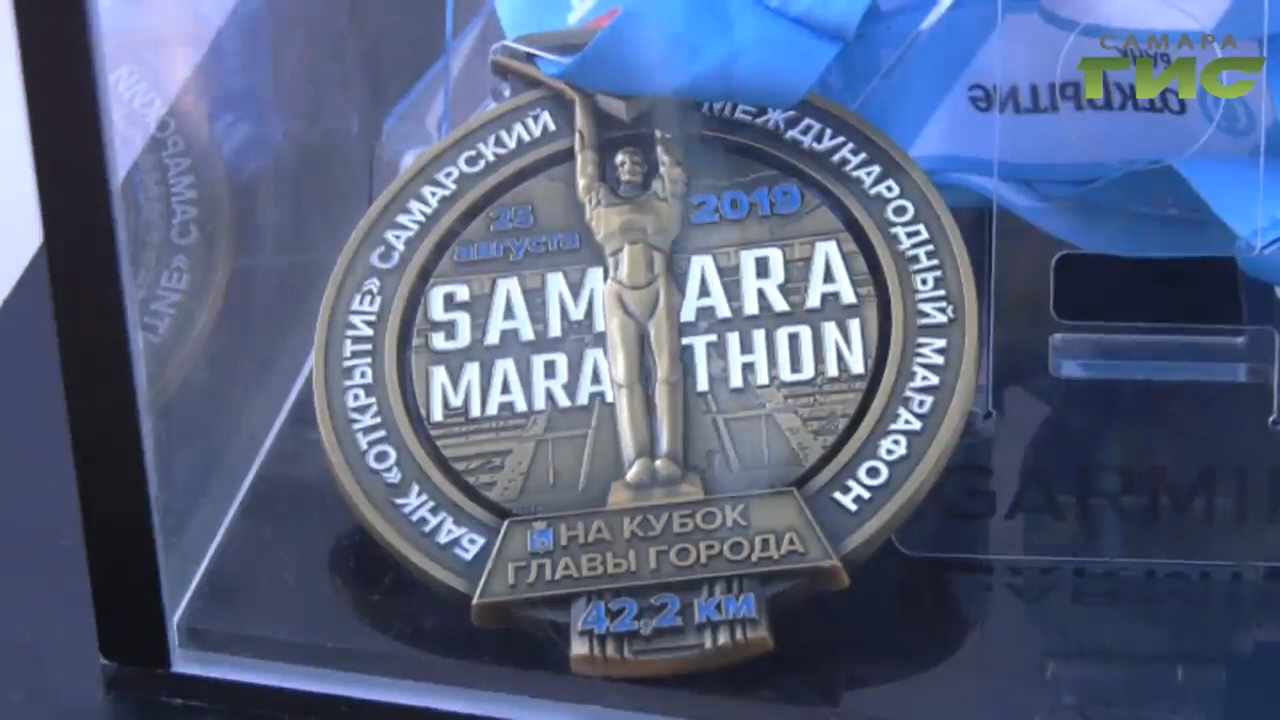 САМАРА
ТИС
БАНК «ОТКРЫТИЕ» САМАРСКИЙ МЕЖДУНАРОДНЫЙ МАРАФОН
25
августа
2019
SAMARA
MARATHON
НА КУБОК
ГЛАВЫ ГОРОДА
42,2 км
GARMIN